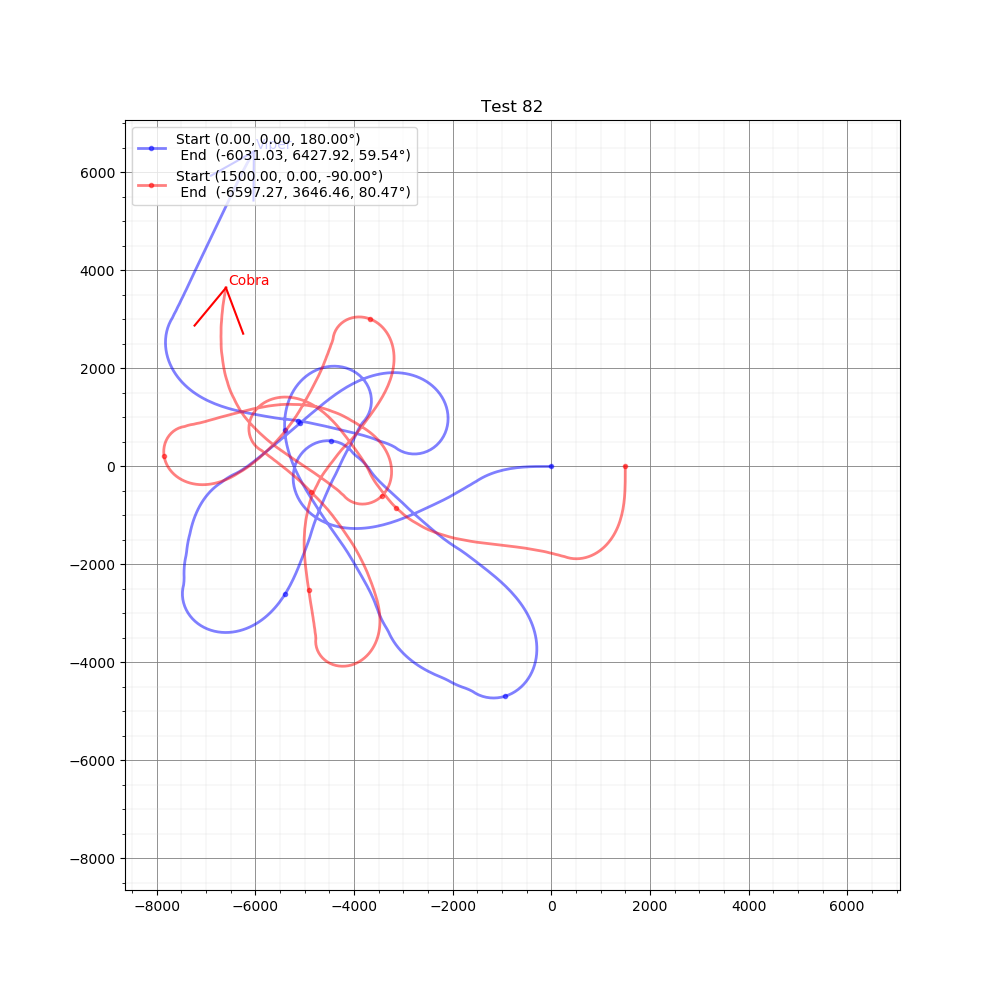 Test 82
Start (0.00, 0.00, 180.00°)
End (-6031.03, 6427.92, 59.54°)
Start (1500.00, 0.00, -90.00°)
End (-6597.27, 3646.46, 80.47°)
Cobra
6000
4000
2000
0
−2000
−4000
−6000
−8000
−8000 −6000 −4000 −2000 0 2000 4000 6000